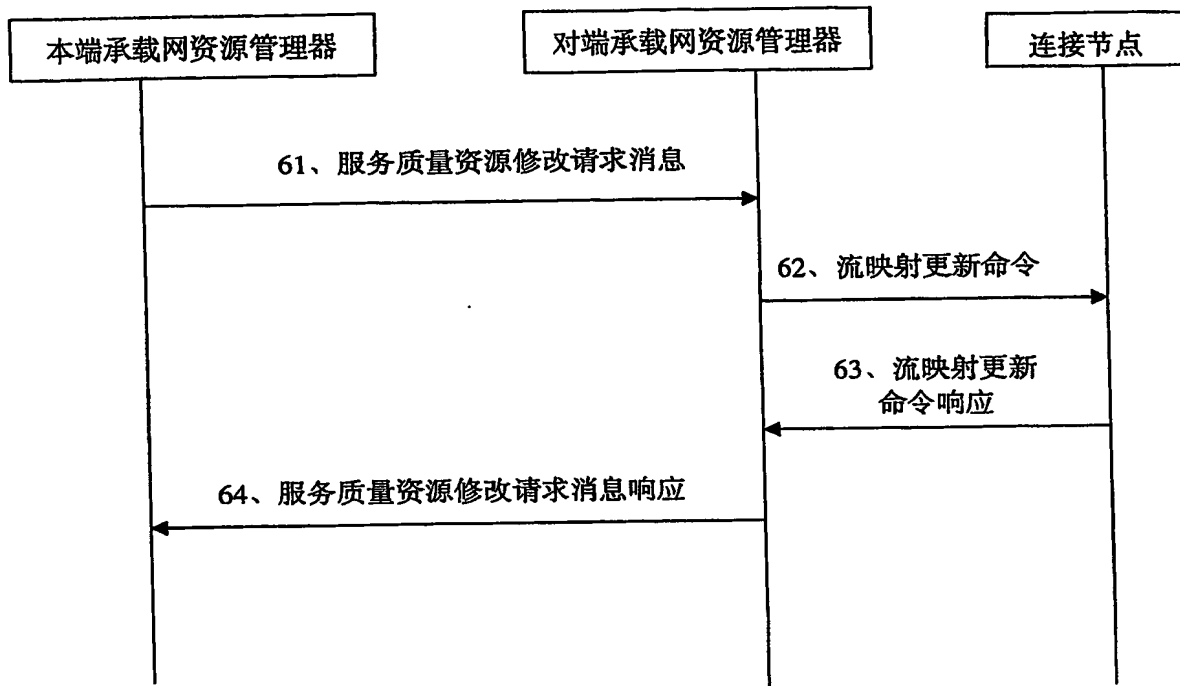 本端承载网资源管理器
对端承载网资源管理器
连接节点
61、服务质量资源修改请求消息
62、流映射更新命令
63、流映射更新
命令响应
64、服务质量资源修改请求消息响应